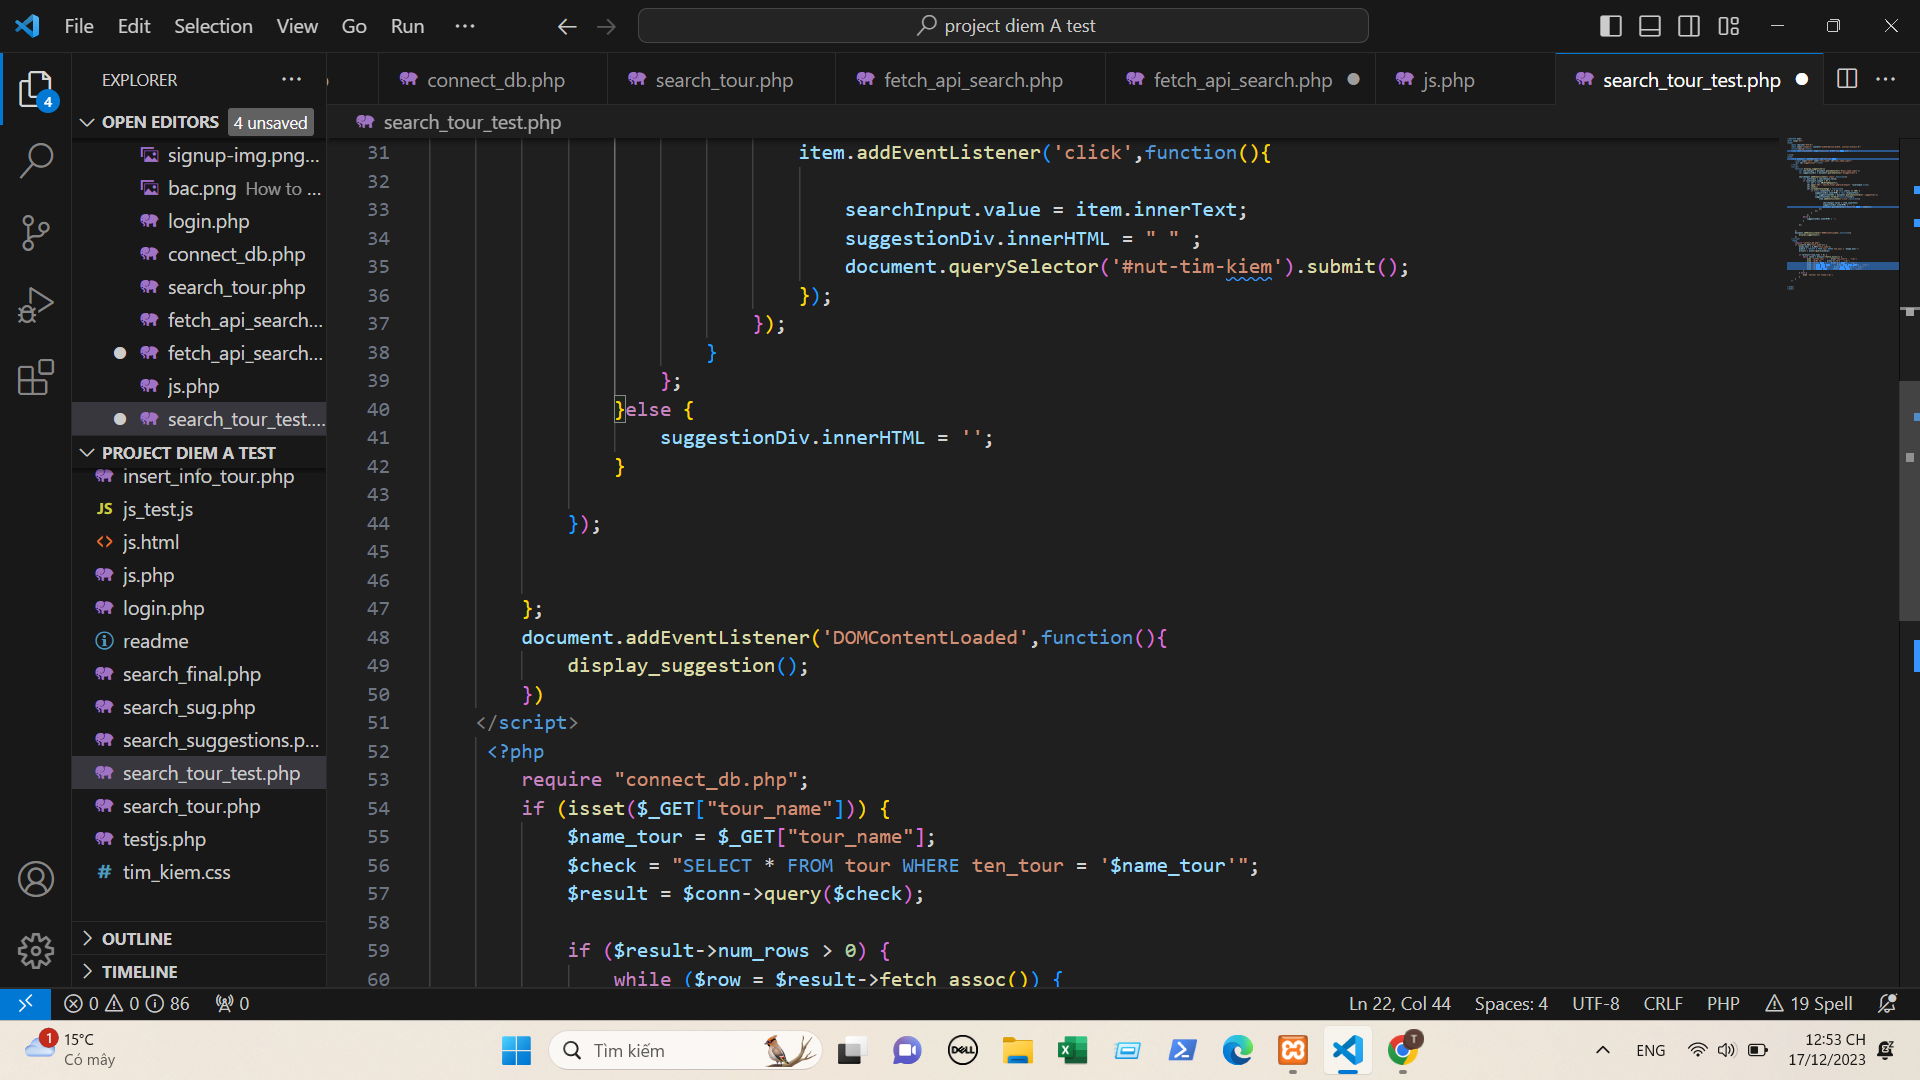 File Edit Selection View Go Run ··· project diem A test
EXPLORER ···
connect_db.php search_tour.php fetch_api_search.php fetch_api_search.php js.php search_tour_test.php ···
4
OPEN EDITORS 4 unsaved
search_tour_test.php
signup-img.png...
bac.png How to ...
login.php
connect_db.php
search_tour.php
fetch_api_search...
fetch_api_search...
js.php
search_tour_test....
PROJECT DIEM A TEST
insert_info_tour.php
JS js_test.js
<> js.html
js.php
login.php
readme
search_final.php
search_sug.php
search_suggestions.p...
search_tour_test.php
search_tour.php
testjs.php
# tim_kiem.css
OUTLINE
TIMELINE
31 item.addEventListener('click',function(){
32
33 searchInput.value = item.innerText;
34 suggestionDiv.innerHTML = " " ;
35 document.querySelector('#nut-tim-kiem').submit();
36 });
37 });
38 }
39 };
40 }else {
41 suggestionDiv.innerHTML = '';
42 }
43
44 });
45
46
47 };
48 document.addEventListener('DOMContentLoaded',function(){
49 display_suggestion();
50 })
51 </script>
52 <?php
53 require "connect_db.php";
54 if (isset($_GET["tour_name"])) {
55 $name_tour = $_GET["tour_name"];
56 $check = "SELECT * FROM tour WHERE ten_tour = '$name_tour'";
57 $result = $conn->query($check);
58
59 if ($result->num_rows > 0) {
60 while ($row = $result->fetch_assoc()) {
0 0 86 0 Ln 22, Col 44 Spaces: 4 UTF-8 CRLF PHP 19 Spell
1 15°C
Có mây
Tìm kiếm
DELL
T
ENG
12:53 CH
17/12/2023